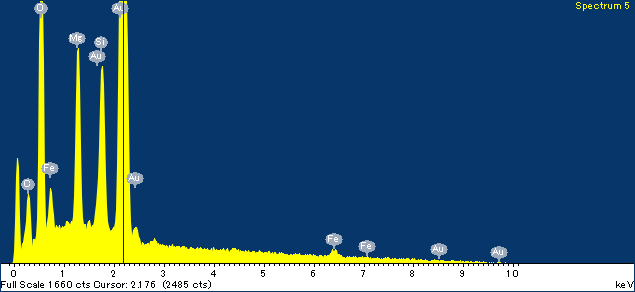 Spectrum 5
O Au
Mg Si
Au
Fe
Au
Fe Fe Au Au
0 1 2 3 4 5 6 7 8 9 10
Full Scale 1660 cts Cursor: 2.176 (2485 cts) keV